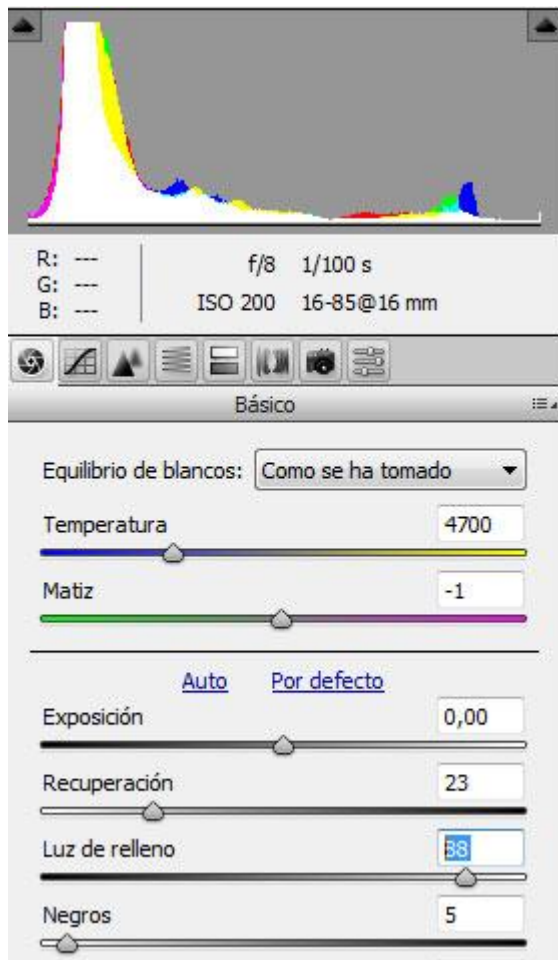 R: ---
G: ---
B: ---
f/8 1/100 s
ISO 200 16-85@16 mm
Básico
Equilibrio de blancos: Como se ha tomado
Temperatura 4700
Matiz -1
Auto Por defecto
Exposición 0,00
Recuperación 23
Luz de relleno 88
Negros 5